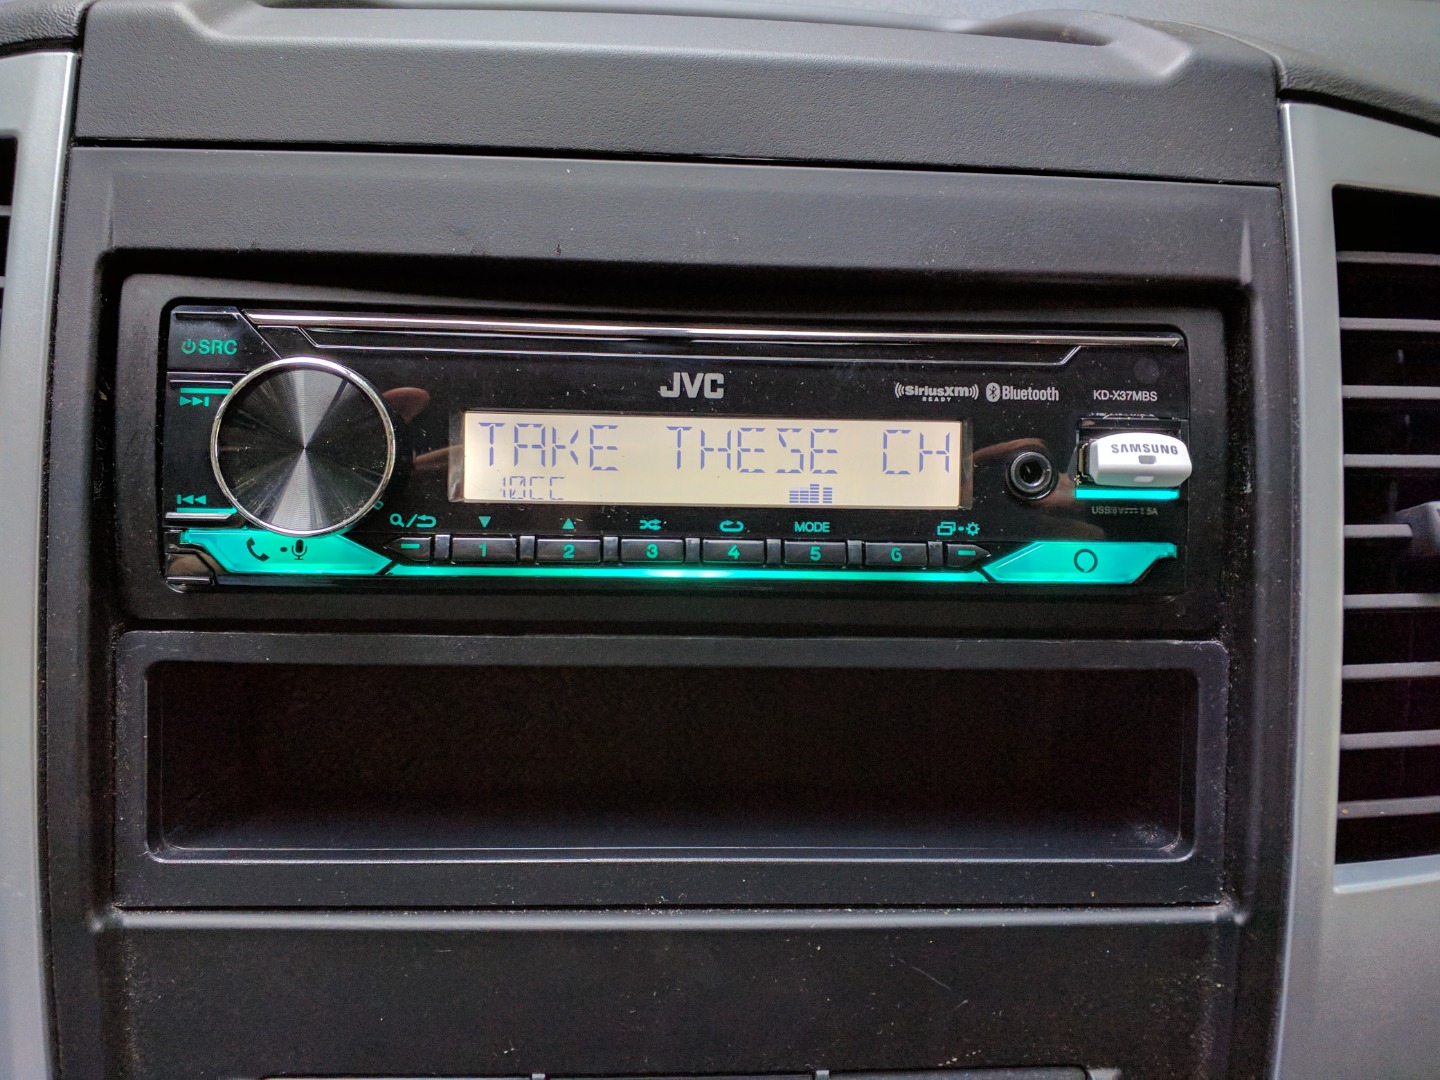 SRC
JVC
((SiriusXM)) Bluetooth KD-X37MBS
READY
SAMSUNG
TAKE THESE CH
10CC
MODE
1 2 3 4 5 6